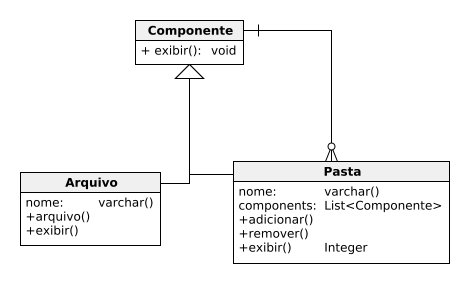 Componente
+ exibir(): void
Arquivo
nome: varchar()
+arquivo()
+exibir()
Pasta
nome: varchar()
components: List<Componente>
+adicionar()
+remover()
+exibir() Integer